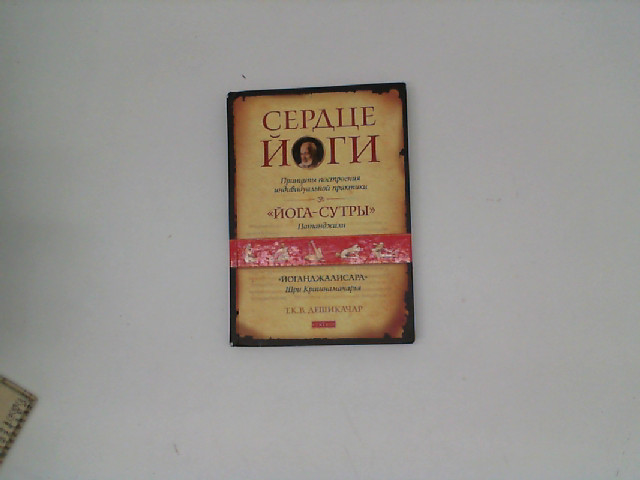 СЕРДЦЕ
ЙОГИ
Принципы построения
индивидуальной практики
«ЙОГА-СУТРЫ»
Патанджали
«ЙОГАНДЖАЛИСАРА»
Шри Кришнамачарья
Т.К.В. ДЕШИКАЧАР